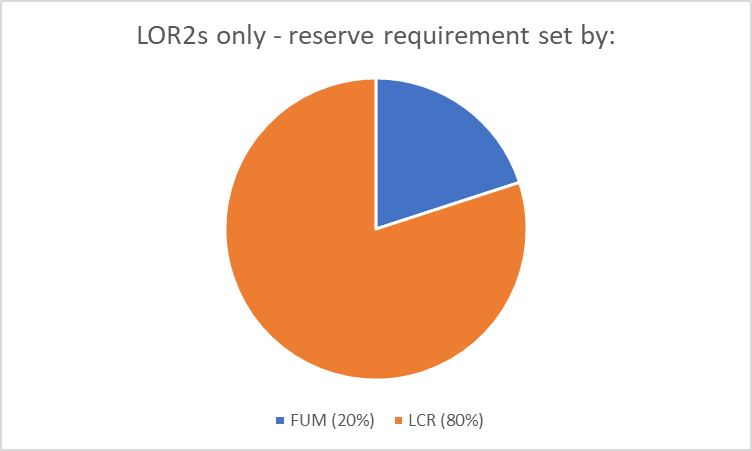 LOR2s only - reserve requirement set by:
FUM (20%) LCR (80%)